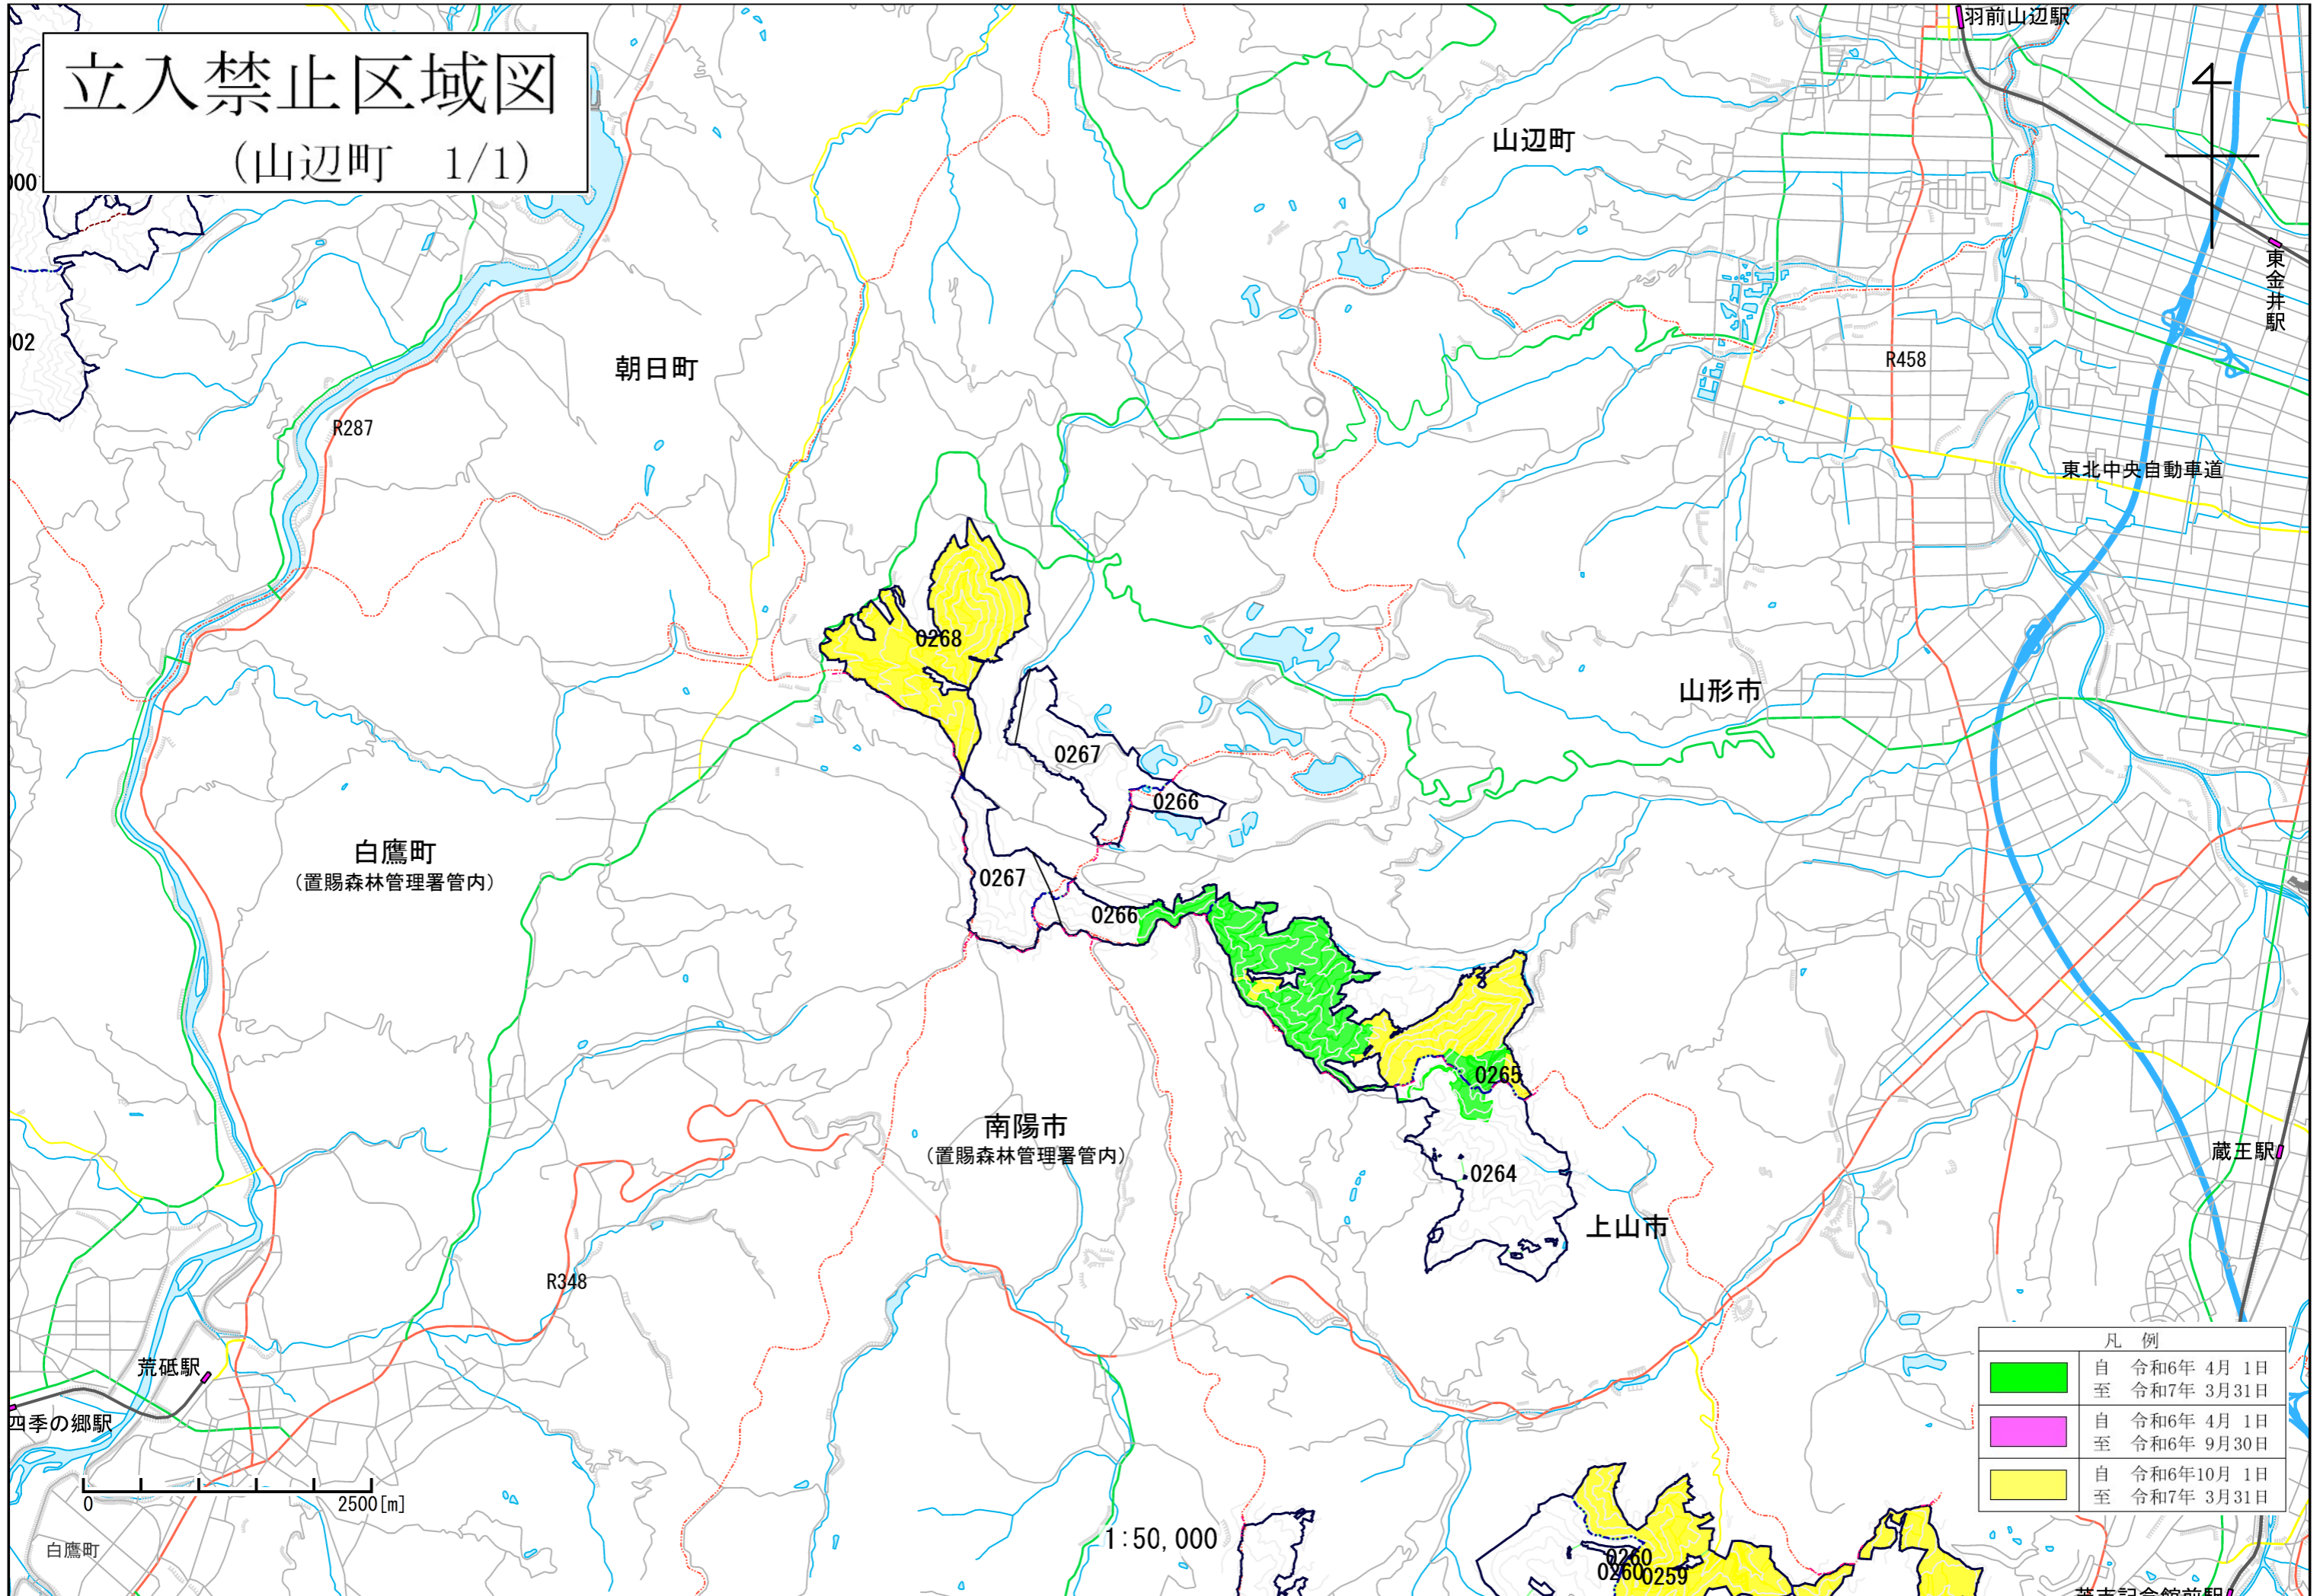 立入禁止区域図
(山辺町　1/1)
羽前山辺駅
山辺町
東金井駅
朝日町
R458
R287
東北中央自動車道
0268
山形市
0267
0266
白鷹町
(置賜森林管理署管内)
0267
0266
0265
南陽市
(置賜森林管理署管内)
0264
蔵王駅
上山市
R348
荒砥駅
四季の郷駅
0 2500[m]
白鷹町
1:50,000
0260
0260
0259
凡　例
自　令和6年 4月 1日
至　令和7年 3月31日
自　令和6年 4月 1日
至　令和6年 9月30日
自　令和6年10月 1日
至　令和7年 3月31日